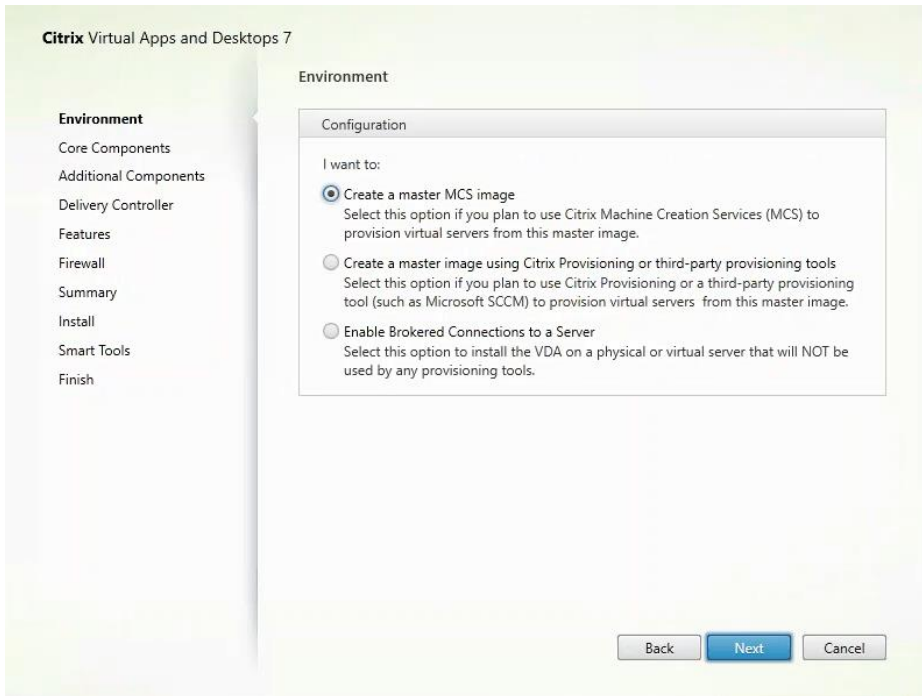 Citrix Virtual Apps and Desktops 7
Environment
Environment
Core Components
Additional Components
Delivery Controller
Features
Firewall
Summary
Install
Smart Tools
Finish
Configuration
I want to:
Create a master MCS image
Select this option if you plan to use Citrix Machine Creation Services (MCS) to
provision virtual servers from this master image.
Create a master image using Citrix Provisioning or third-party provisioning tools
Select this option if you plan to use Citrix Provisioning or a third-party provisioning
tool (such as Microsoft SCCM) to provision virtual servers from this master image.
Enable Brokered Connections to a Server
Select this option to install the VDA on a physical or virtual server that will NOT be
used by any provisioning tools.
Back
Next
Cancel